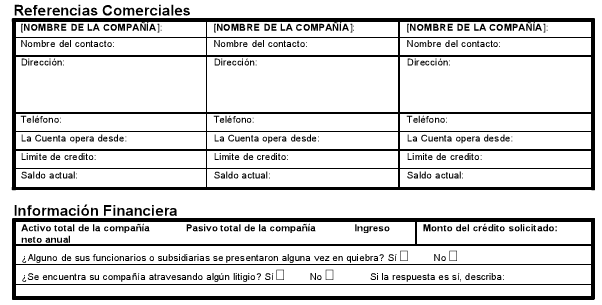 Referencias Comerciales
[NOMBRE DE LA COMPAÑÍA]: [NOMBRE DE LA COMPAÑÍA]: [NOMBRE DE LA COMPAÑÍA]:
Nombre del contacto: Nombre del contacto: Nombre del contacto:
Dirección: Dirección: Dirección:
Teléfono: Teléfono: Teléfono:
La Cuenta opera desde: La Cuenta opera desde: La Cuenta opera desde:
Limite de credito: Limite de credito: Limite de credito:
Saldo actual: Saldo actual: Saldo actual:
Información Financiera
Activo total de la compañía Pasivo total de la compañía Ingreso Monto del crédito solicitado:
neto anual
¿Alguno de sus funcionarios o subsidiarias se presentaron alguna vez en quiebra? Sí □ No □
¿Se encuentra su compañía atravesando algún litigio? Sí □ No □ Si la respuesta es sí, describa: